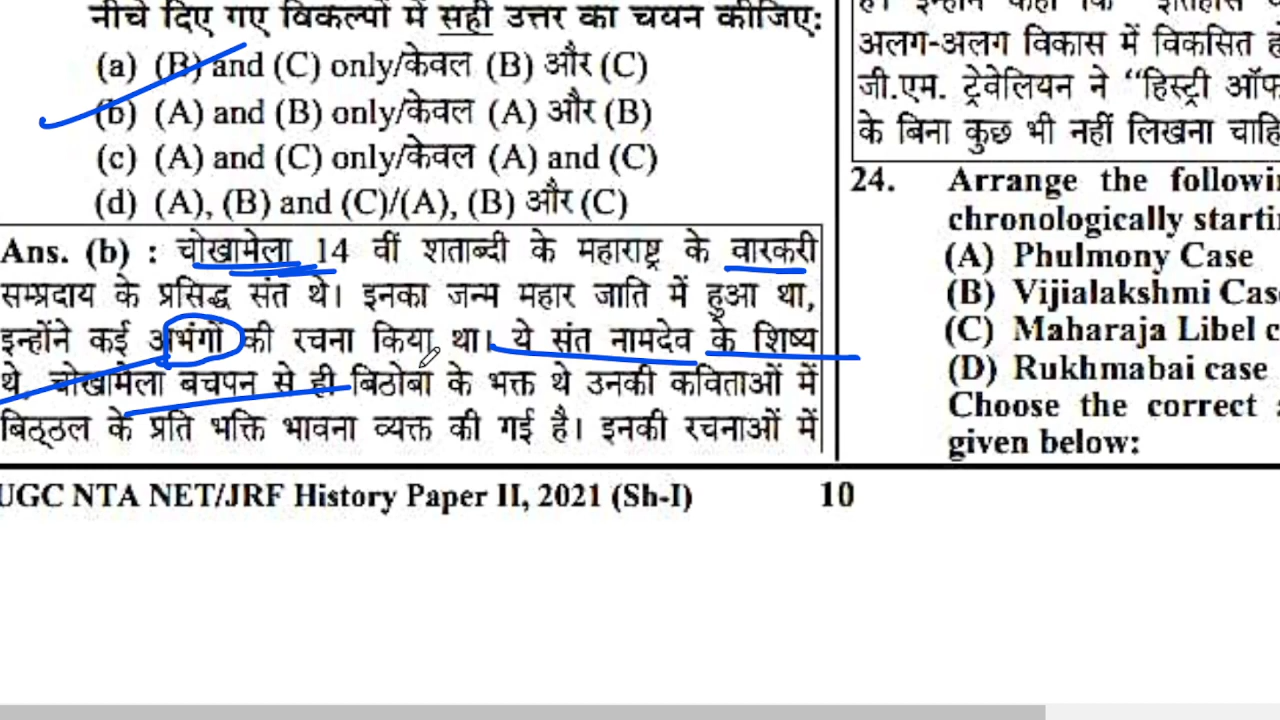 नीचे दिए गए विकल्पों में सही उत्तर का चयन कीजिए:
(a) (B) and (C) only/केवल (B) और (C)
(b) (A) and (B) only/केवल (A) और (B)
(c) (A) and (C) only/केवल (A) and (C)
(d) (A), (B) and (C)/(A), (B) और (C)
Ans. (b) : चोखामेला 14 वीं शताब्दी के महाराष्ट्र के वारकरी
सम्प्रदाय के प्रसिद्ध संत थे। इनका जन्म महार जाति में हुआ था,
इन्होंने कई अभंगों की रचना किया था। ये संत नामदेव के शिष्य
थे, चोखामेला बचपन से ही बिठोबा के भक्त थे उनकी कविताओं में
बिठ्ठल के प्रति भक्ति भावना व्यक्त की गई है। इनकी रचनाओं में
UGC NTA NET/JRF History Paper II, 2021 (Sh-I) 10
अलग-अलग विकास में विकसित
जी.एम. ट्रेवेलियन ने “हिस्ट्री ऑफ
के बिना कुछ भी नहीं लिखना
24. Arrange the
chronologically
(A) Phulmony Case
(B) Vijialakshmi
(C) Maharaja Libel
(D) Rukhmabai case
Choose the correct
given below: